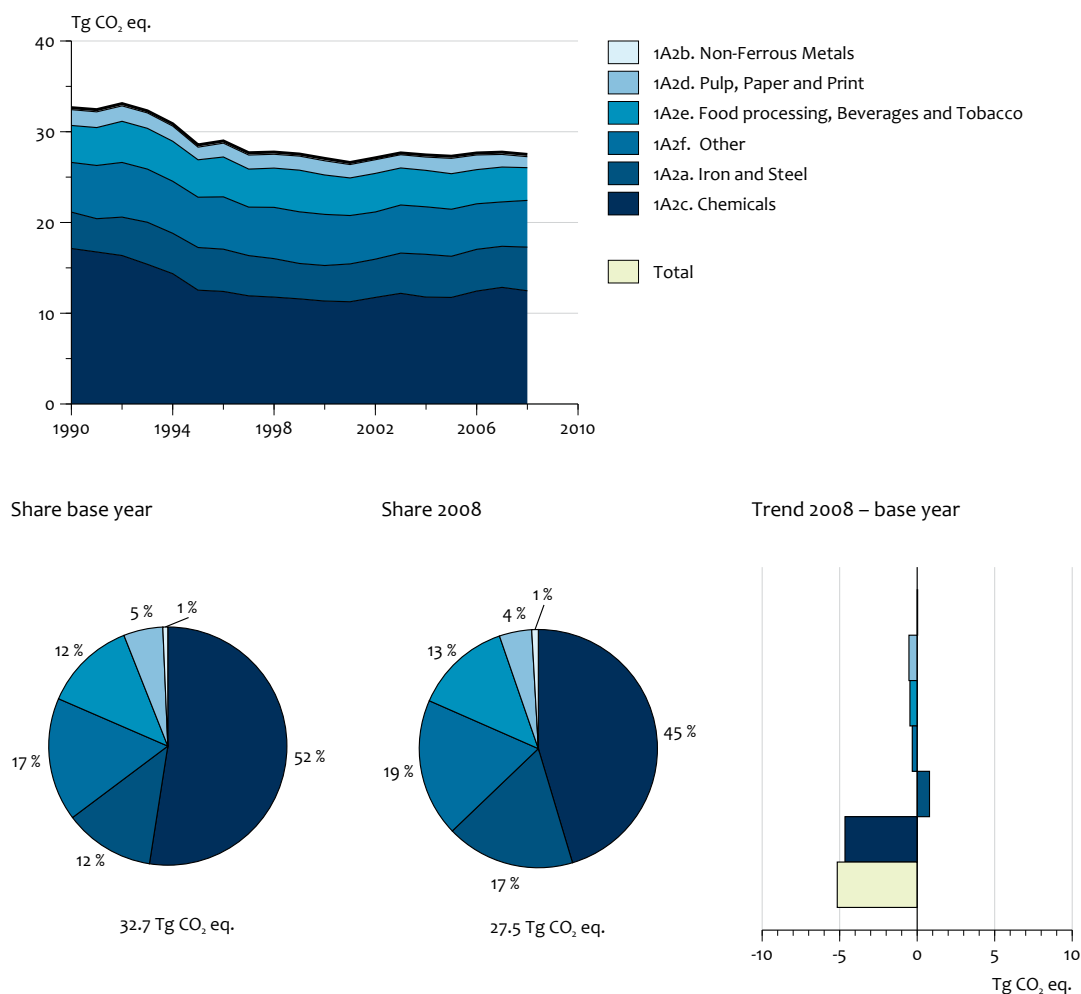 Tg CO₂ eq.
40
30
20
10
0
1990
1994
1998
2002
2006
2010
1A2b. Non-Ferrous Metals
1A2d. Pulp, Paper and Print
1A2e. Food processing, Beverages and Tobacco
1A2f. Other
1A2a. Iron and Steel
1A2c. Chemicals
Total
Share base year
5 %
1 %
12 %
17 %
52 %
12 %
32.7 Tg CO₂ eq.
Share 2008
1 %
4 %
13 %
45 %
19 %
17 %
27.5 Tg CO₂ eq.
Trend 2008 – base year
-10
-5
0
5
10
Tg CO₂ eq.